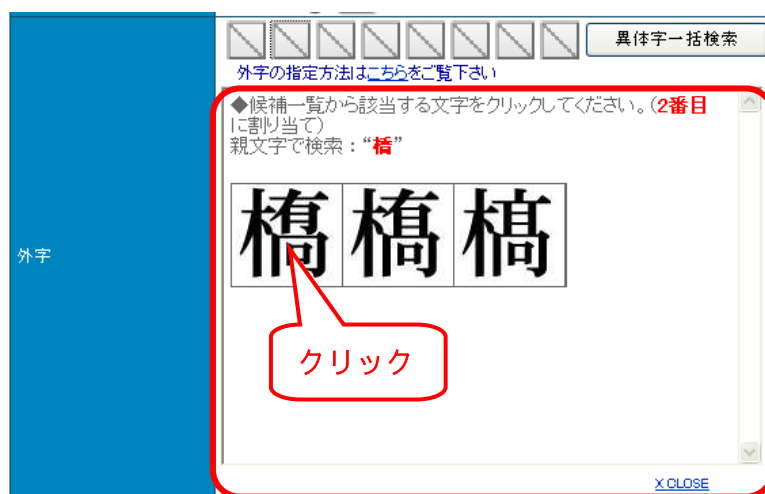 異体字一括検索
外字の指定方法はこちらをご覧下さい
◆候補一覧から該当する文字をクリックしてください。(2番目
に割り当て)
親文字で検索：“橋”
外字
クリック
X CLOSE